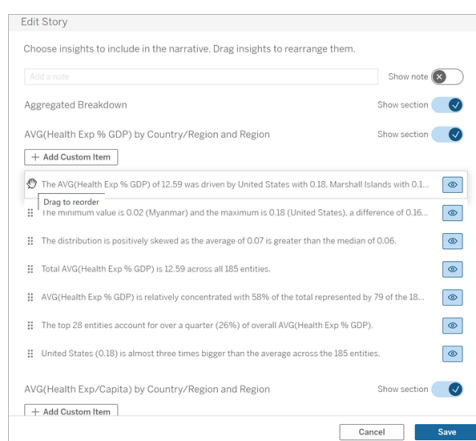 Edit Story
Choose insights to include in the narrative. Drag insights to rearrange them.
Add a note
Show note
Aggregated Breakdown
Show section
AVG(Health Exp % GDP) by Country/Region and Region
Show section
+ Add Custom Item
The AVG(Health Exp % GDP) of 12.59 was driven by United States with 0.18, Marshall Islands with 0.1...
Drag to reorder
The minimum value is 0.02 (Myanmar) and the maximum is 0.18 (United States), a difference of 0.16...
The distribution is positively skewed as the average of 0.07 is greater than the median of 0.06.
Total AVG(Health Exp % GDP) is 12.59 across all 185 entities.
AVG(Health Exp % GDP) is relatively concentrated with 58% of the total represented by 79 of the 18...
The top 28 entities account for over a quarter (26%) of overall AVG(Health Exp % GDP).
United States (0.18) is almost three times bigger than the average across the 185 entities.
AVG(Health Exp/Capita) by Country/Region and Region
Show section
+ Add Custom Item
Cancel
Save